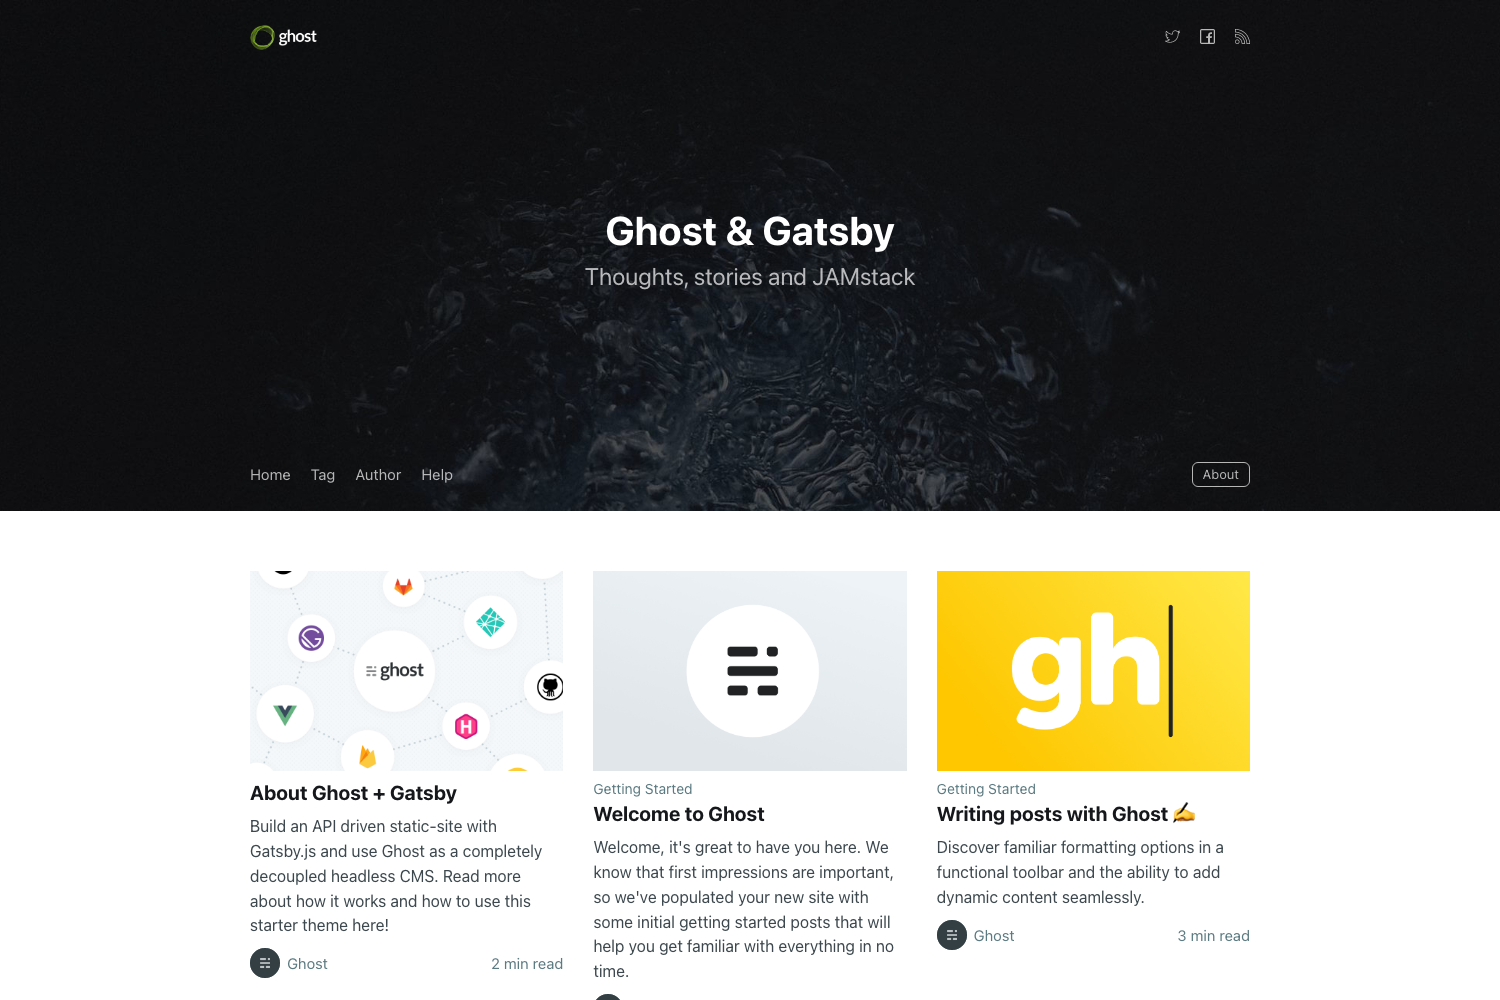 ghost
Ghost & Gatsby
Thoughts, stories and JAMstack
Home Tag Author Help
About
ghost
About Ghost + Gatsby
Build an API driven static-site with
Gatsby.js and use Ghost as a completely
decoupled headless CMS. Read more
about how it works and how to use this
starter theme here!
Ghost
2 min read
Getting Started
Welcome to Ghost
Welcome, it's great to have you here. We
know that first impressions are important,
so we've populated your new site with
some initial getting started posts that will
help you get familiar with everything in no
time.
gh
Getting Started
Writing posts with Ghost ✍️
Discover familiar formatting options in a
functional toolbar and the ability to add
dynamic content seamlessly.
Ghost
3 min read